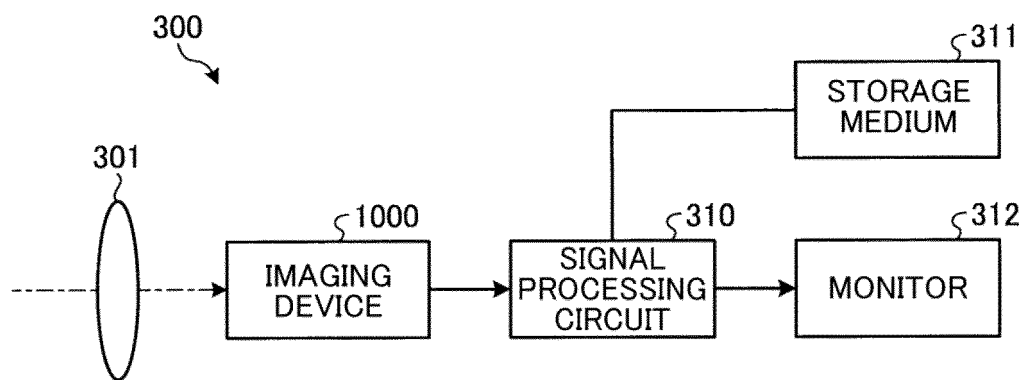 300
311
STORAGE
MEDIUM
301
1000
310
312
IMAGING
DEVICE
SIGNAL
PROCESSING
CIRCUIT
MONITOR